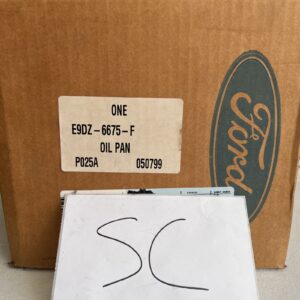 ONE
E9DZ-6675-F
OIL PAN
P025A 050799
Ford
SC